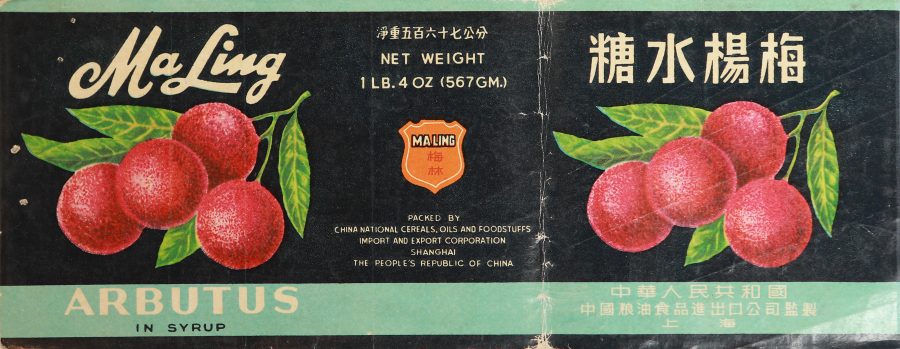 Ma Ling
淨重五百六十七公分
NET WEIGHT
1 LB. 4 OZ (567GM.)
MA LING
梅
林
PACKED BY
CHINA NATIONAL CEREALS, OILS AND FOODSTUFFS
IMPORT AND EXPORT CORPORATION
SHANGHAI
THE PEOPLE'S REPUBLIC OF CHINA
ARBUTUS
IN SYRUP
糖水楊梅
中華人民共和國
中國粮油食品進出口公司監製
上海